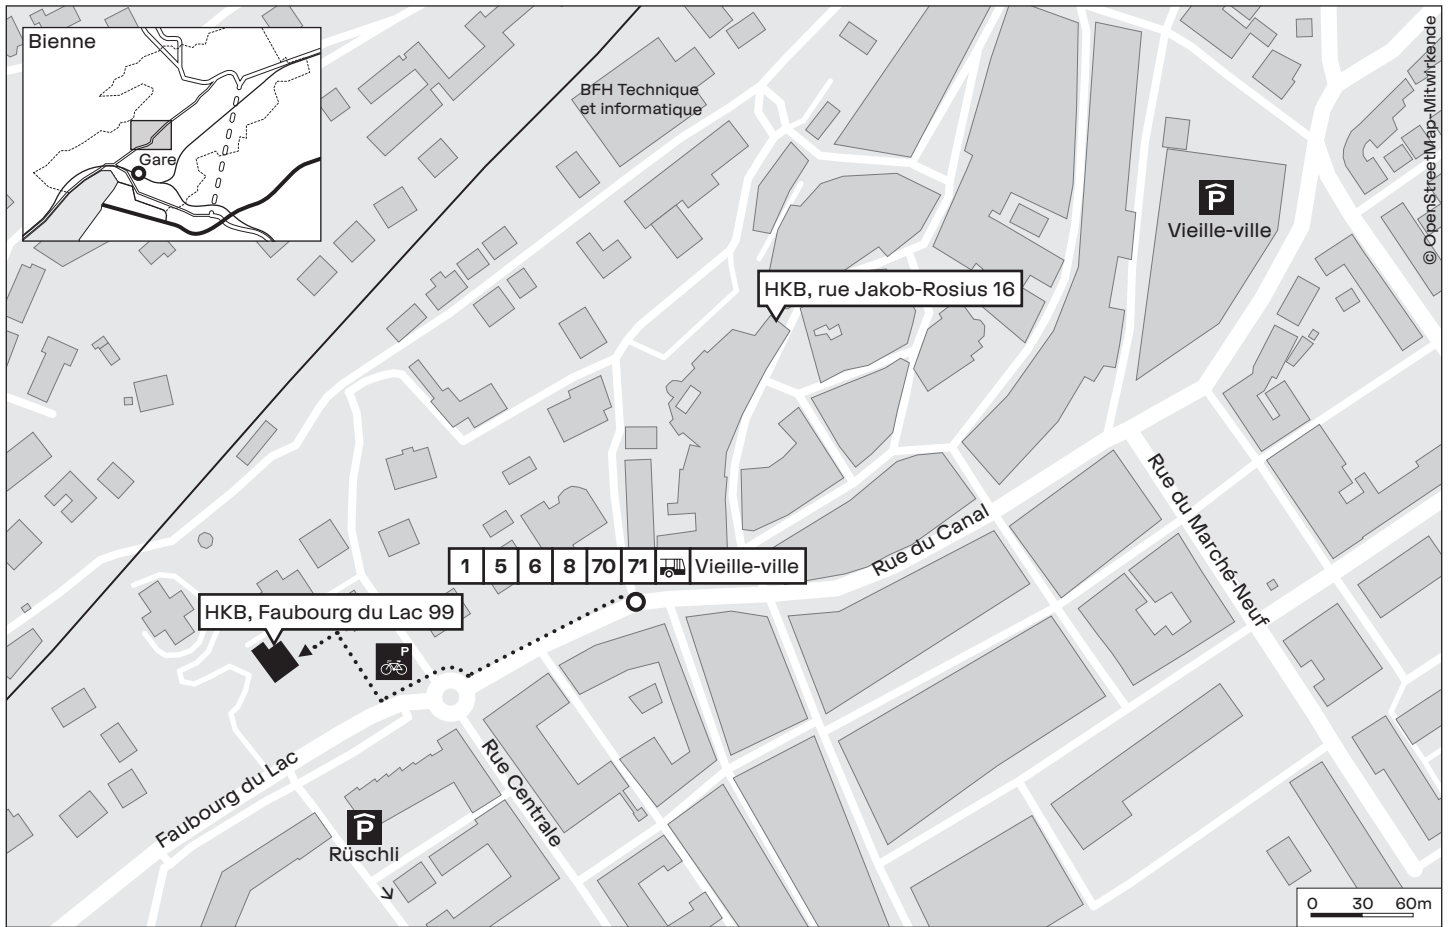 Bienne
Gare
BFH Technique
et informatique
P
Vieille-ville
© OpenStreetMap-Mitwirkende
HKB, rue Jakob-Rosius 16
Rue du Canal
Rue du Marché-Neuf
1 5 6 8 70 71 Vieille-ville
HKB, Faubourg du Lac 99
P
Faubourg du Lac
Rue Centrale
P
Rüschli
0 30 60m